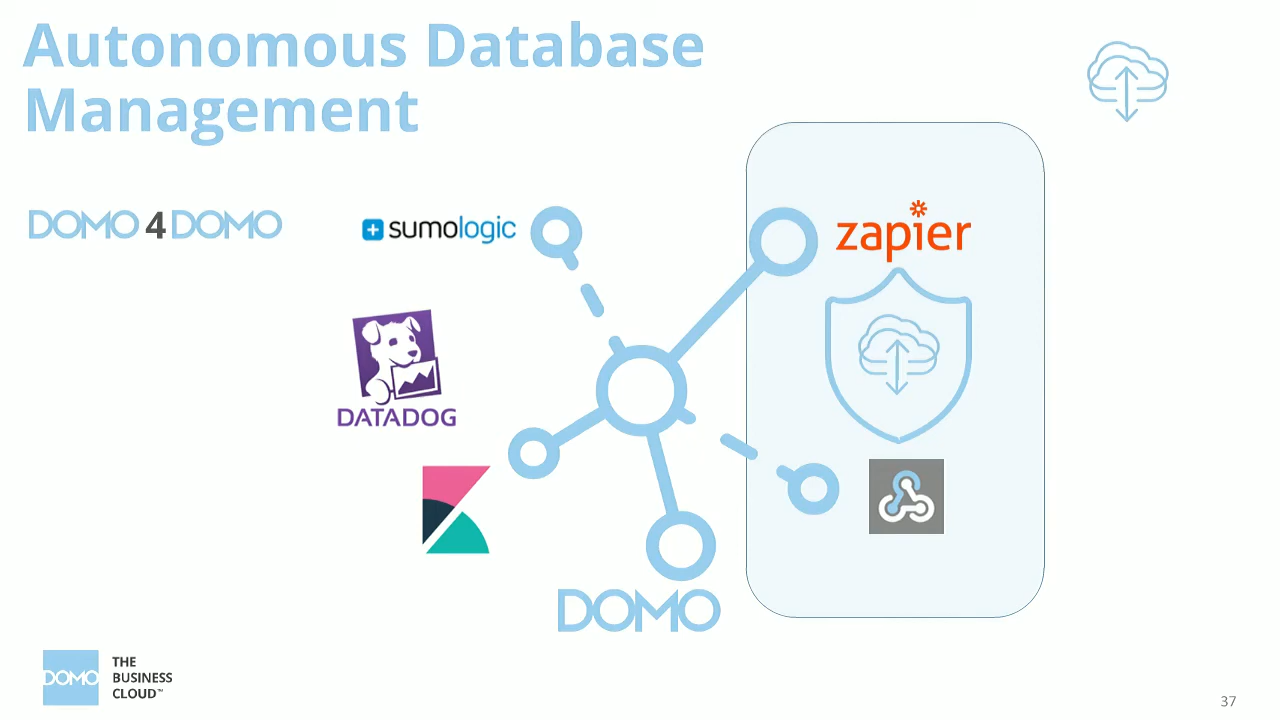 Autonomous Database
Management
DOMO 4 DOMO
sumologic
zapier
DATADOG
DOMO
DOMO
THE
BUSINESS
CLOUD™
37